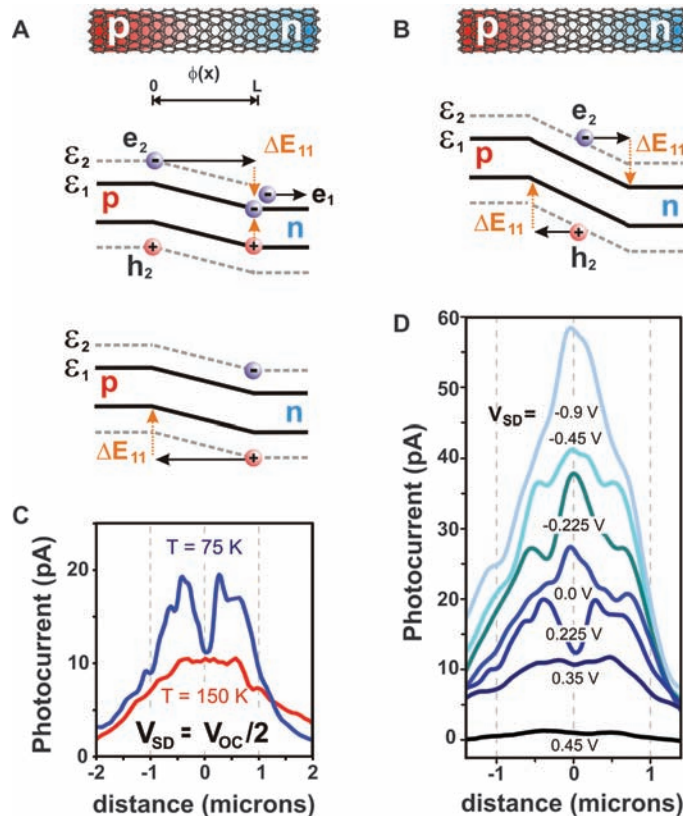 A
p n
0 ϕ(x) L
ε2 e2 ΔE11
ε1
p e1
n
h2
ε2
ε1
p
n
ΔE11
B
p n
ε2 e2
ε1 ΔE11
p
n
ΔE11
h2
C
Photocurrent (pA)
20
10
0
T = 75 K
T = 150 K
VSD = VOC/2
-2 -1 0 1 2
distance (microns)
D
Photocurrent (pA)
60
50
40
30
20
10
0
VSD=
-0.9 V
-0.45 V
-0.225 V
0.0 V
0.225 V
0.35 V
0.45 V
-1 0 1
distance (microns)